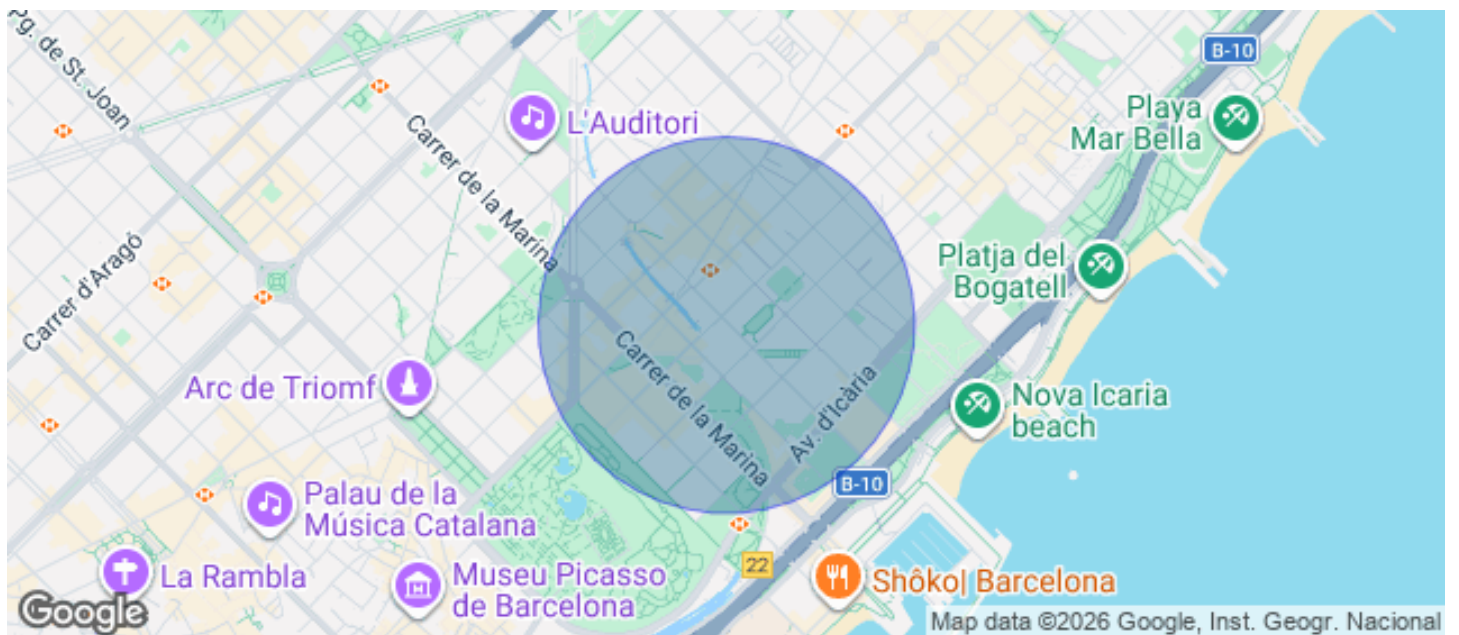 Pg. de St. Joan
B-10
Playa
Mar Bella
L'Auditori
Carrer de la Marina
Carrer d'Aragó
Platja del
Bogatell
Carrer de la Marina
Av. d'Icària
Arc de Triomf
Nova Icaria
beach
B-10
Palau de la
Música Catalana
22
La Rambla
Museu Picasso
de Barcelona
Shôko| Barcelona
Google
Map data ©2026 Google, Inst. Geogr. Nacional